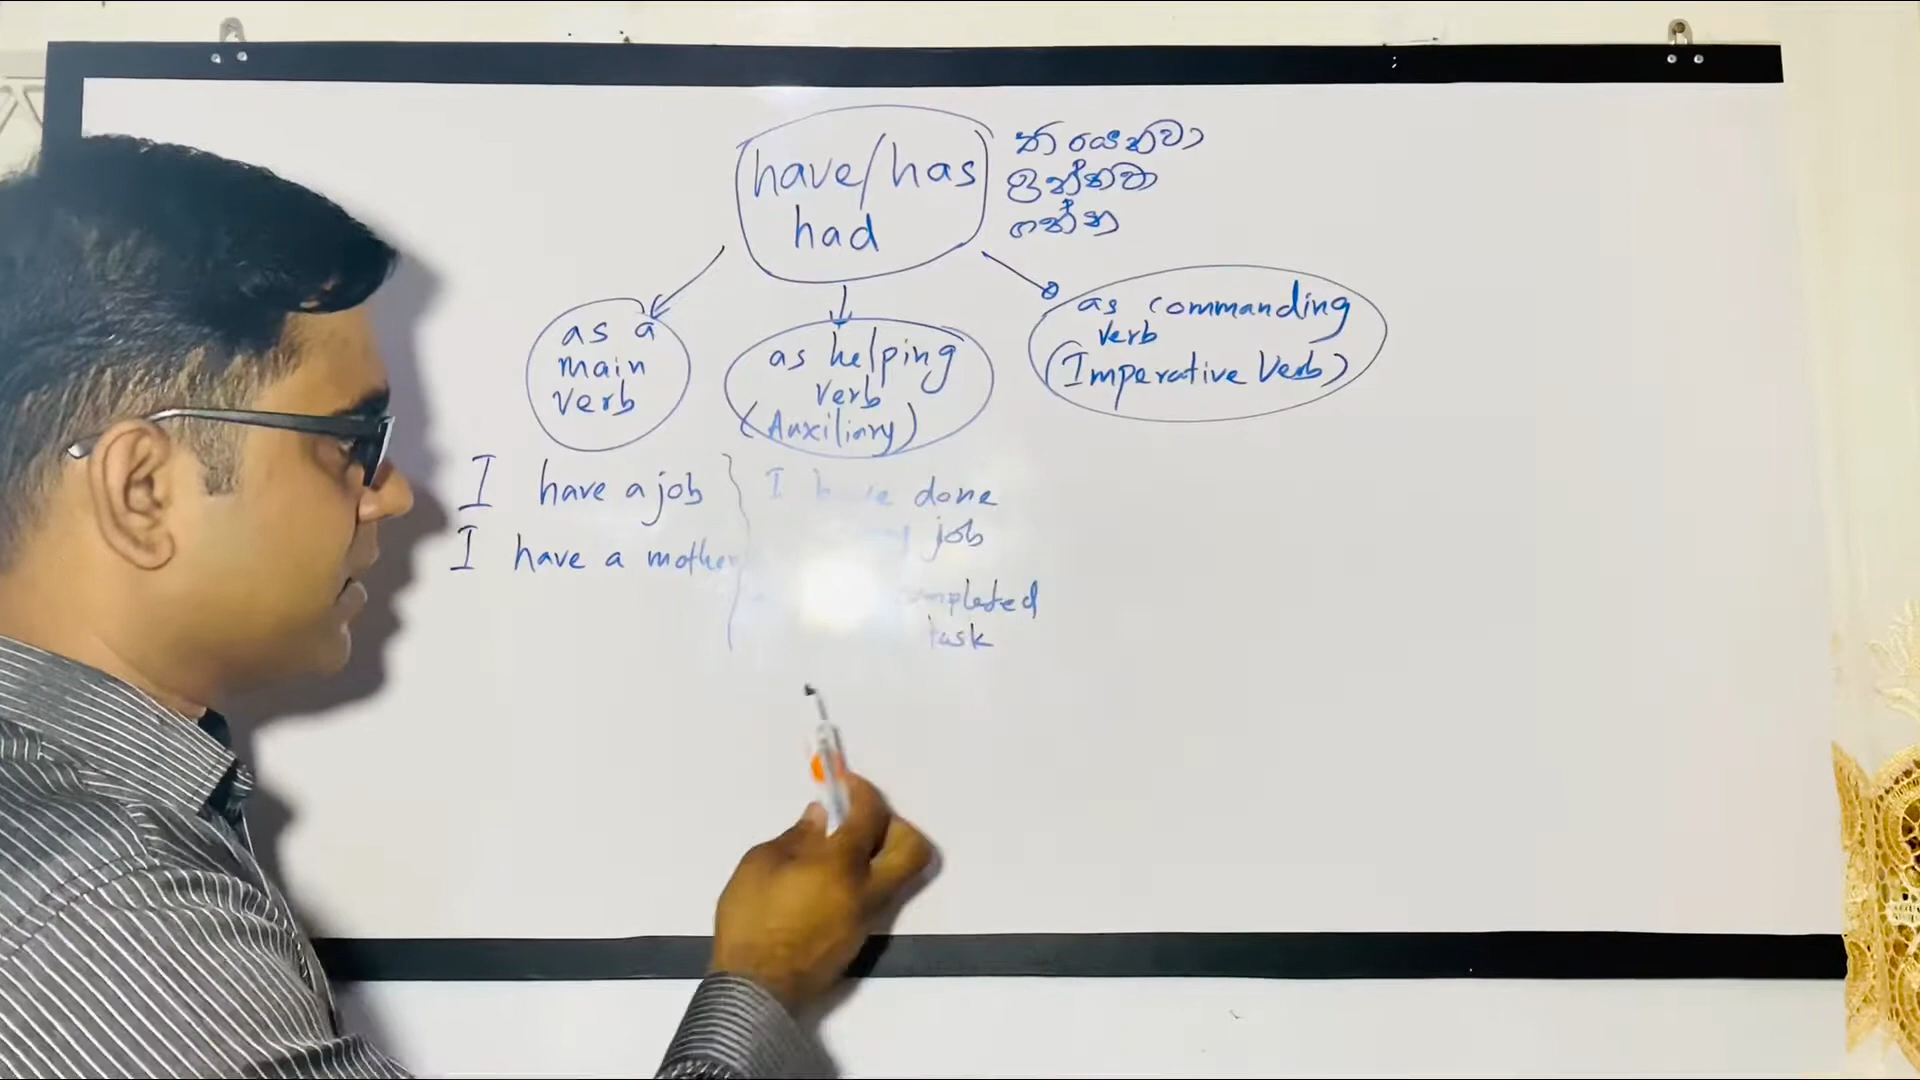 have/has
had
තියෙනවා
ඉන්නවා
ගන්න
as a
main
verb
as helping
verb
(Auxiliary)
as commanding
verb
(Imperative Verb)
I have a job
I have a mother
I have done
job
completed
task